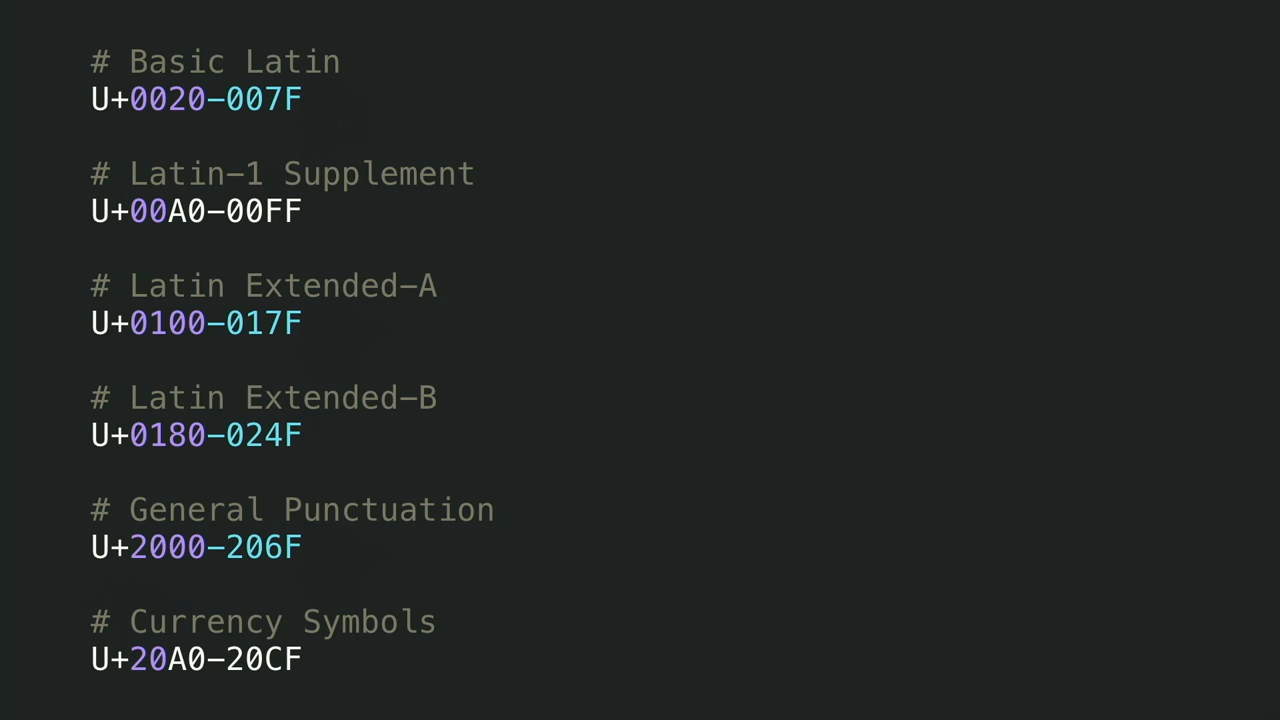 # Basic Latin
U+0020-007F
# Latin-1 Supplement
U+00A0-00FF
# Latin Extended-A
U+0100-017F
# Latin Extended-B
U+0180-024F
# General Punctuation
U+2000-206F
# Currency Symbols
U+20A0-20CF